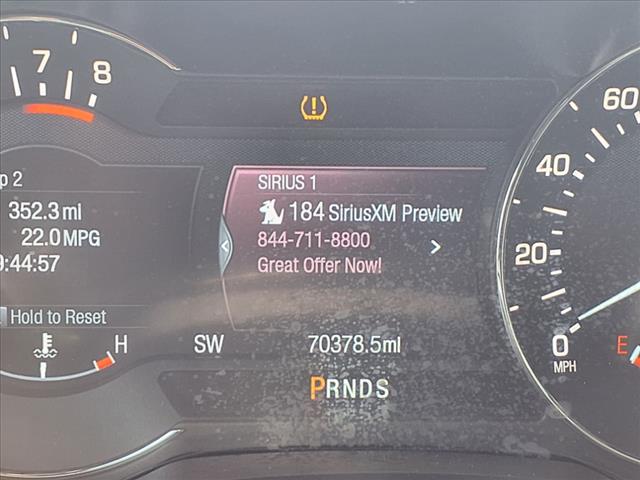 7 8
60
40
20
0
MPH
E
p 2
352.3 mi
22.0 MPG
9:44:57
Hold to Reset
H
SIRIUS 1
184 SiriusXM Preview
844-711-8800
Great Offer Now!
>
<
SW 70378.5mi
PRNDS